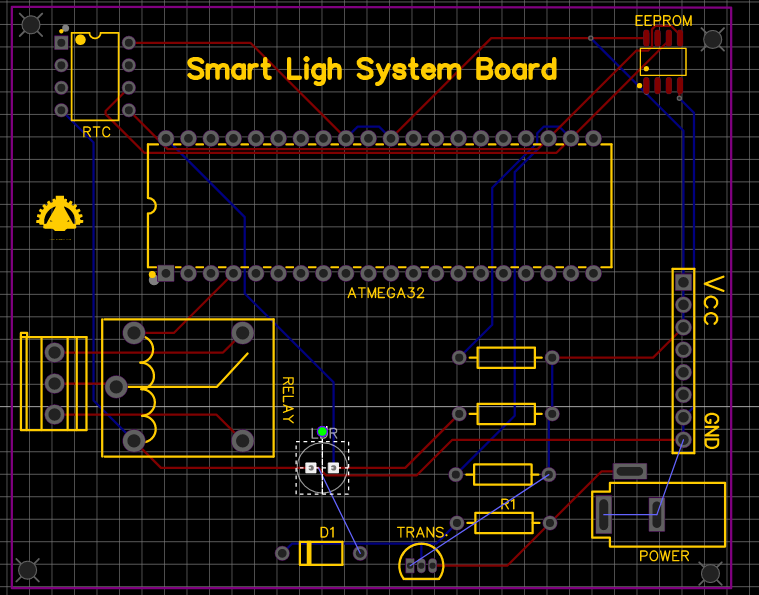 EEPROM
Smart Ligh System Board
RTC
ATMEGA32
VCC
RELAY
GND
LDR
R1
D1
TRANS.
POWER